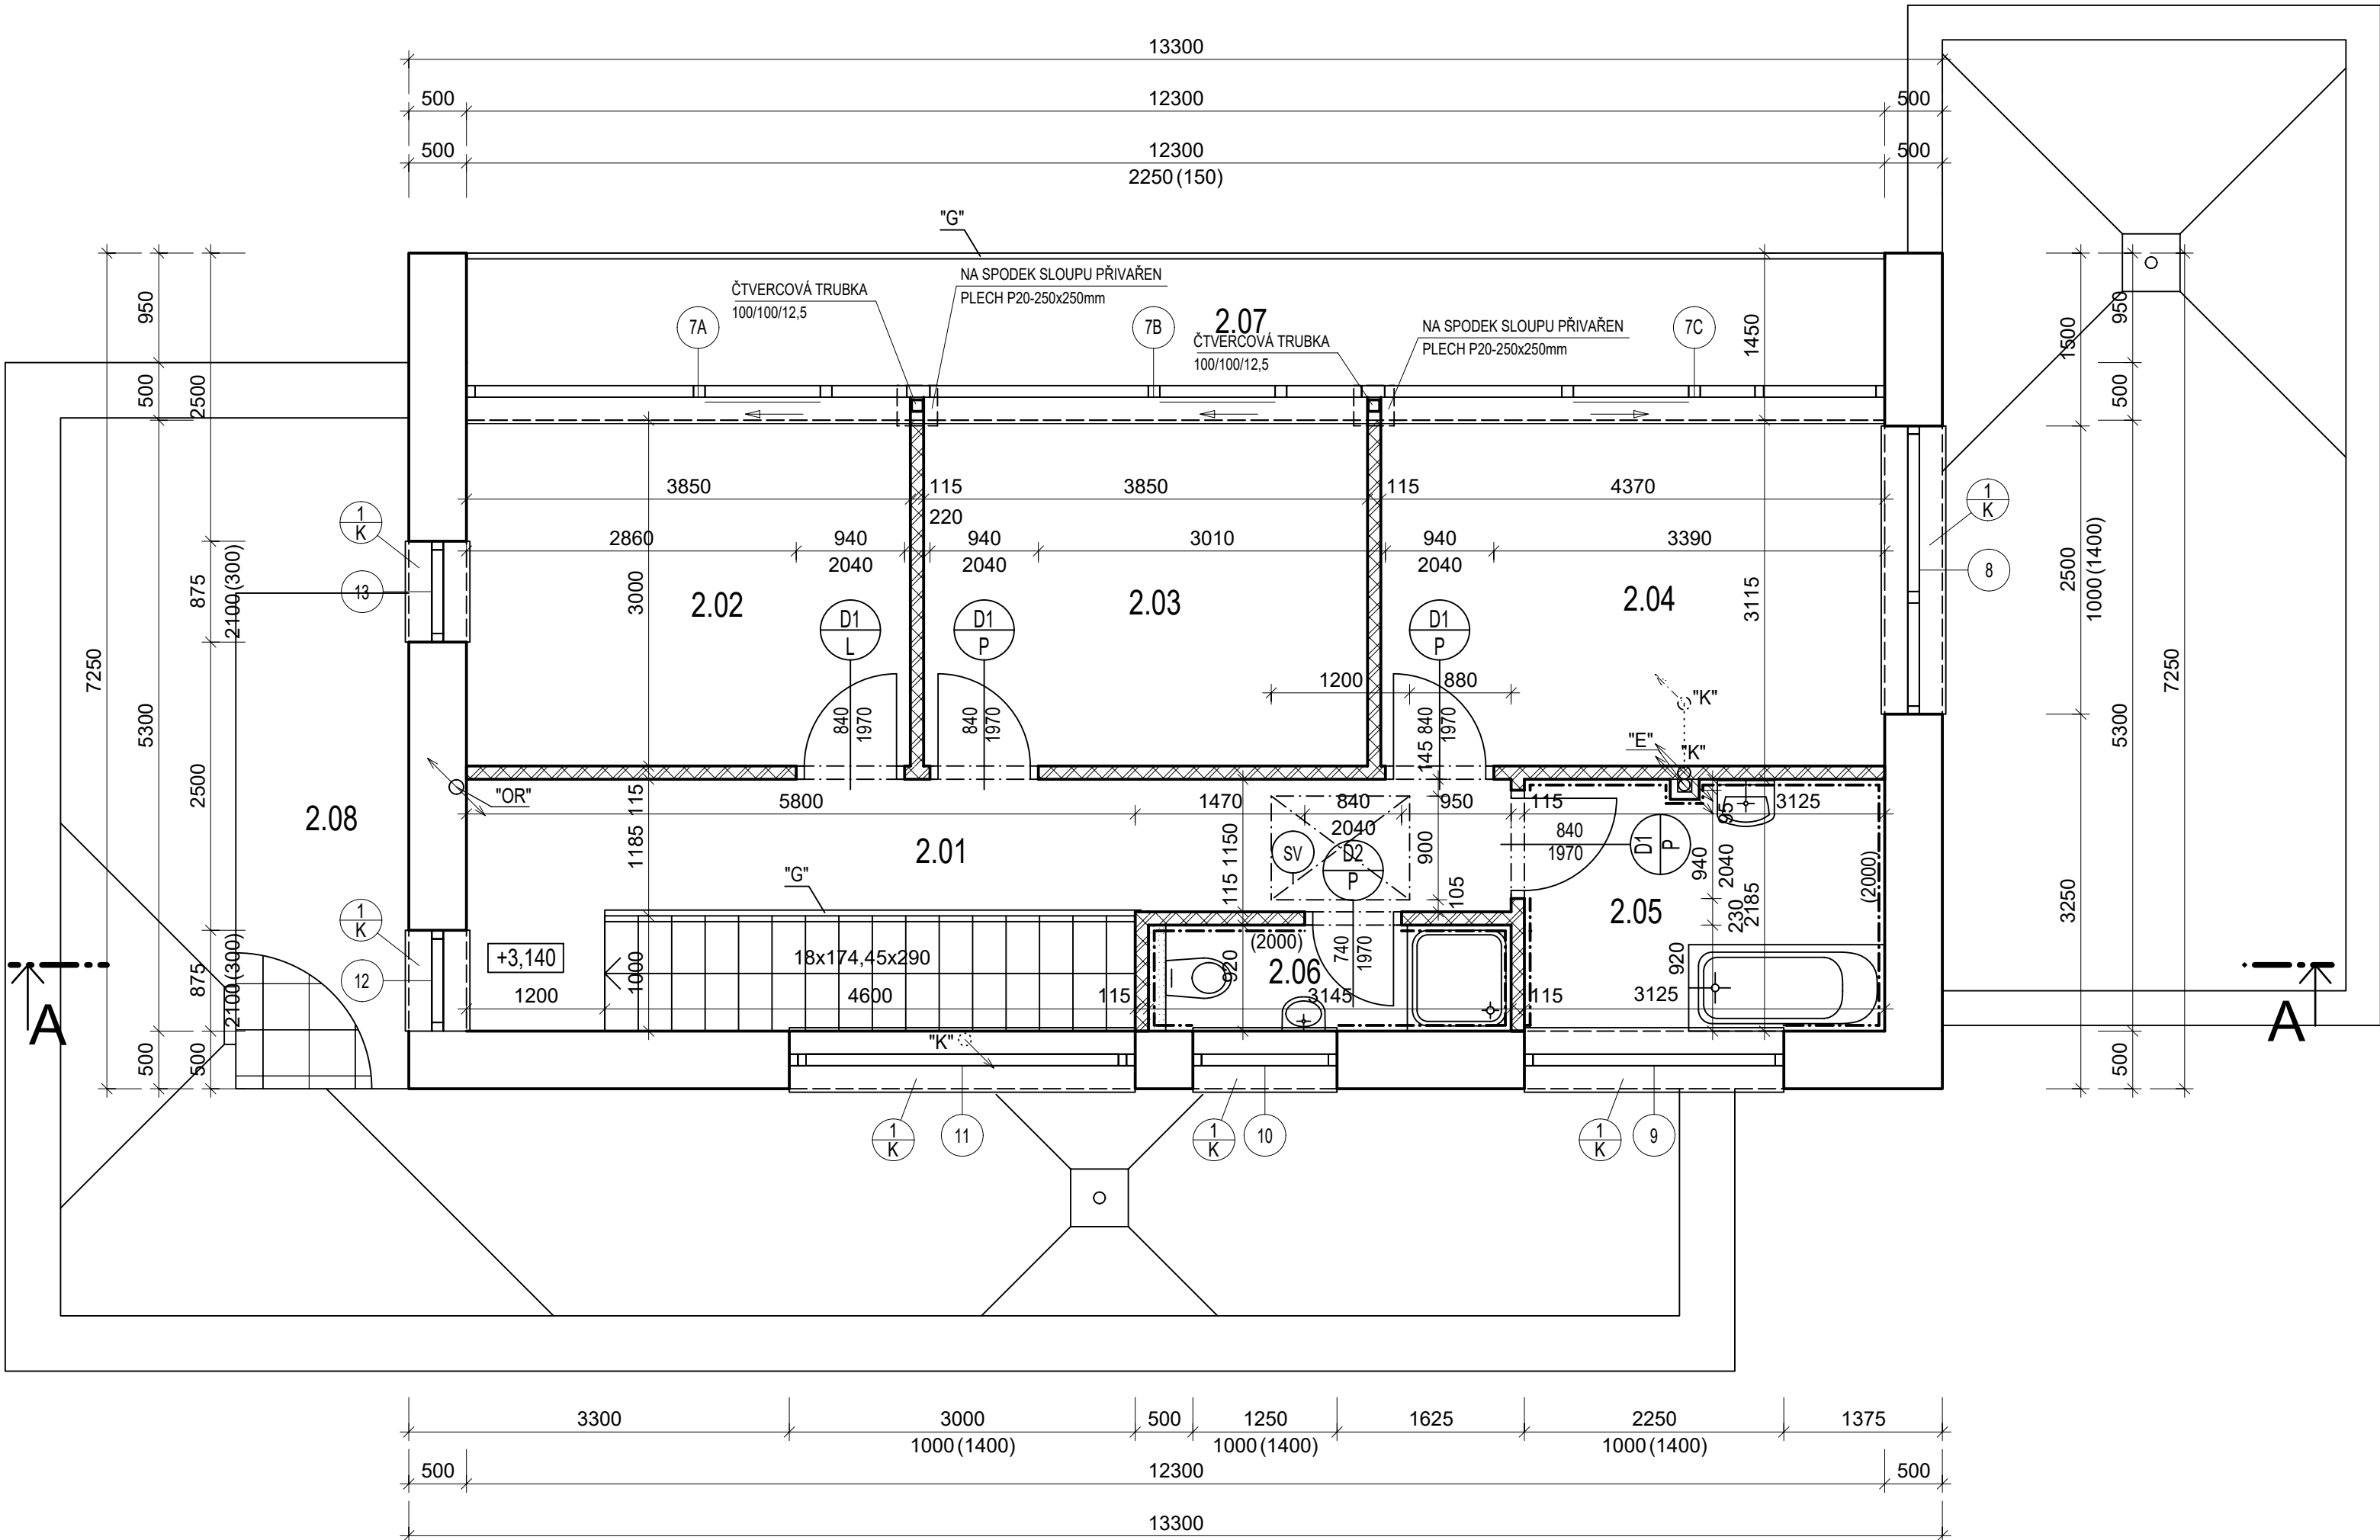 13300
500 12300 500
500 12300 500
2250 (150)
"G"
NA SPODEK SLOUPU PŘIVAŘEN
PLECH P20-250x250mm
ČTVERCOVÁ TRUBKA
100/100/12,5
7A
7B
2.07
7C
ČTVERCOVÁ TRUBKA
100/100/12,5
NA SPODEK SLOUPU PŘIVAŘEN
PLECH P20-250x250mm
1450
950
500
2500
1500
950
500
3850 115 3850 115 4370
220
2860 940 940 3010 940 3390
2040 2040 2040
1
K
13
875
2100 (300)
3000
2.02
2.03
2.04
3115
1
K
8
2500
1000 (1400)
D1
L
D1
P
D1
P
7250
5300
7250
5300
1200 880
840
1970
840
1970
840
1970
145
"K"
"E"
"K"
"OR"
2500
2.08
115
5800 1470 840 950 115 3125
2040
95
1185
2.01
1150
SV
D2
P
900
840
1970
D1
P
940
2040
(2000)
2185
3250
"G"
115
105
2.05
230
1
K
12
875
2100 (300)
+3,140
18x174,45x290
1000
(2000)
920
2.06
740
1970
920
1200 4600 115 3145 115 3125
A
A
500
500
"K"
500
1
K
11
1
K
10
1
K
9
3300 3000 500 1250 1625 2250 1375
1000 (1400) 1000 (1400) 1000 (1400)
500 12300 500
13300